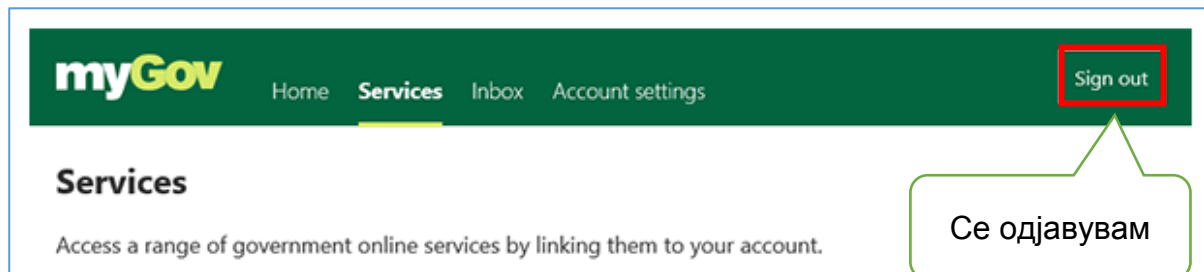 myGov
Home Services Inbox Account settings
Sign out
Services
Access a range of government online services by linking them to your account.
Се одјавувам